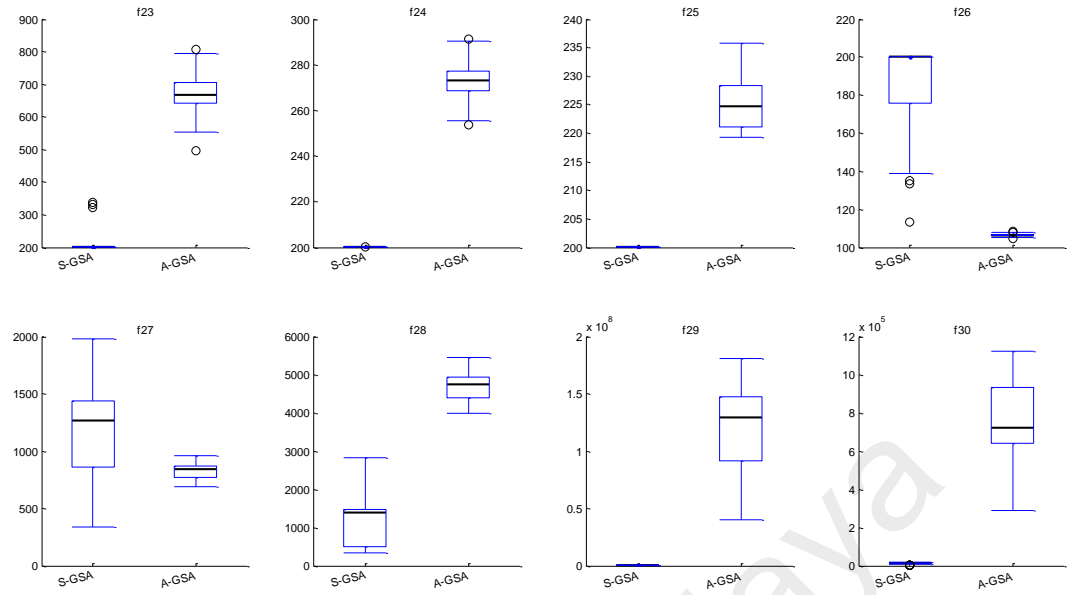 f23
900
800
700
600
500
400
300
200
S-GSA
A-GSA
f24
300
280
260
240
220
200
S-GSA
A-GSA
f25
240
235
230
225
220
215
210
205
200
S-GSA
A-GSA
f26
220
200
180
160
140
120
100
S-GSA
A-GSA
f27
2000
1500
1000
500
0
S-GSA
A-GSA
f28
6000
5000
4000
3000
2000
1000
0
S-GSA
A-GSA
f29
x 10^8
2
1.5
1
0.5
0
S-GSA
A-GSA
f30
x 10^5
12
10
8
6
4
2
0
S-GSA
A-GSA
aya